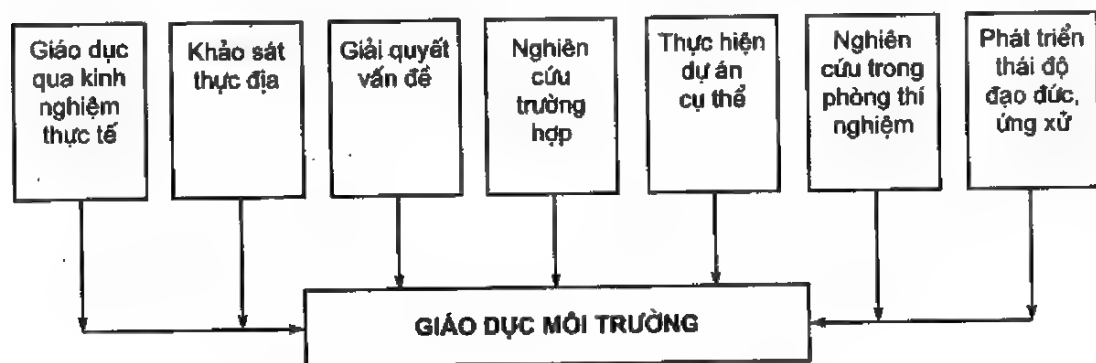 Giáo dục
qua kinh
nghiệm
thực tế
Khảo sát
thực địa
Giải quyết
vấn đề
Nghiên
cứu
trường
hợp
Thực hiện
dự án
cụ thể
Nghiên
cứu trong
phòng thí
nghiệm
Phát triển
thái độ
đạo đức,
ứng xử
GIÁO DỤC MÔI TRƯỜNG